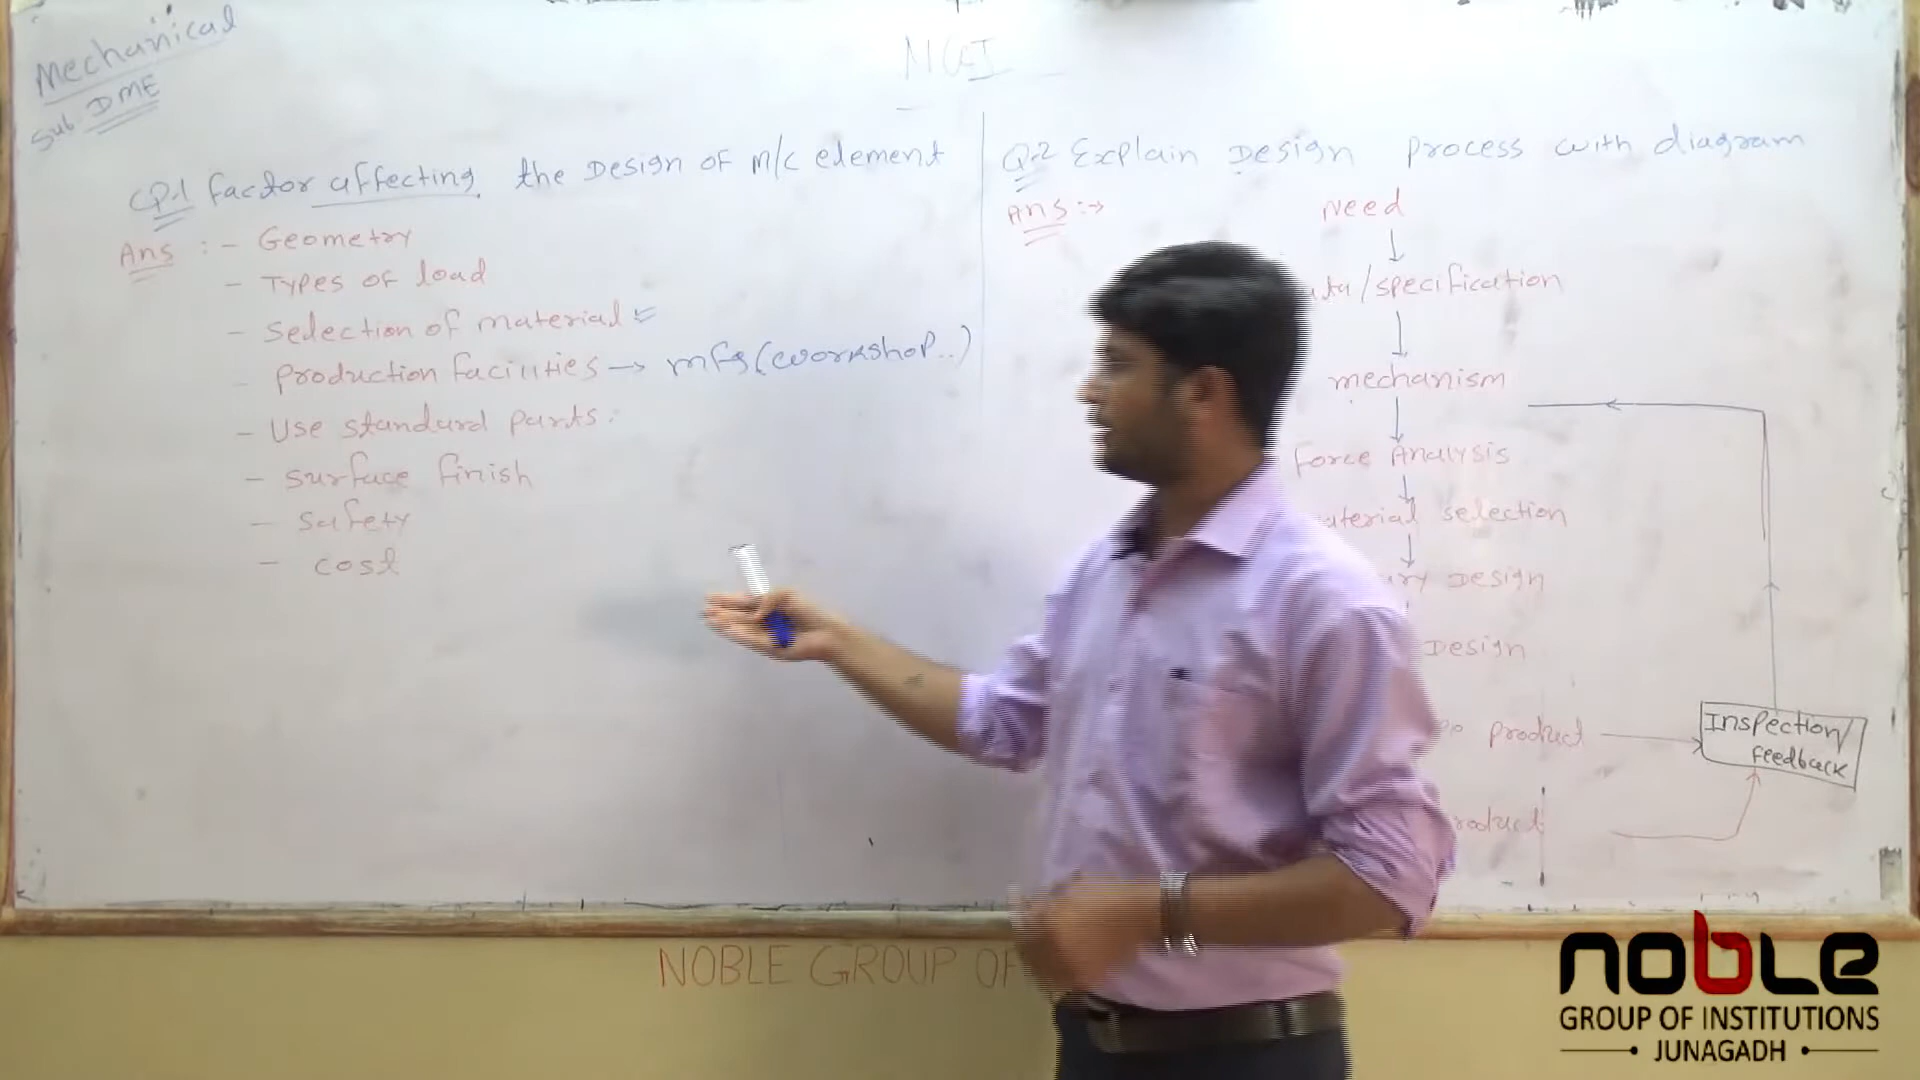 Mechanical
Sub. DME
NGI
Q-1 factor affecting the Design of M/C element
Ans :- Geometry
- Types of load
- Selection of material
- Production facilities → mfg (workshop..)
- Use standard parts.
- Surface finish
- Safety
- cost
Q-2 Explain Design process with diagram
Ans :→
Need
/specification
mechanism
Force Analysis
selection
Design
Design
product
Inspection/
Feedback
NOBLE GROUP OF
noble
GROUP OF INSTITUTIONS
JUNAGADH